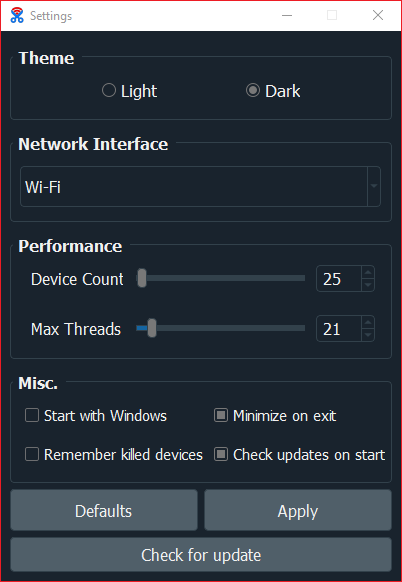 Settings
Theme
Light Dark
Network Interface
Wi-Fi
Performance
Device Count 25
Max Threads 21
Misc.
Start with Windows Minimize on exit
Remember killed devices Check updates on start
Defaults Apply
Check for update